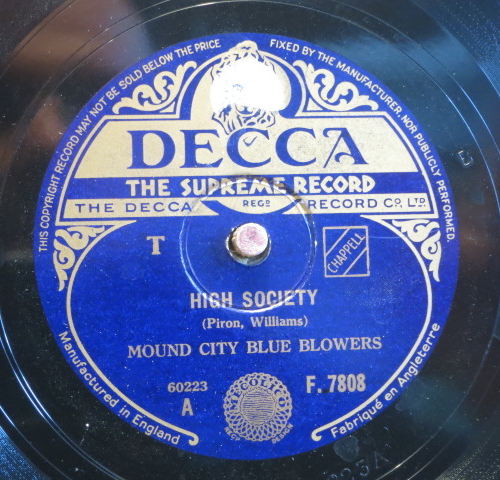 THIS COPYRIGHT RECORD MAY NOT BE SOLD BELOW THE PRICE FIXED BY THE MANUFACTURER, NOR PUBLICLY PERFORMED.
DECCA
THE SUPREME RECORD
THE DECCA REGD RECORD CO, LTD
T
CHAPPELL
HIGH SOCIETY
(Piron, Williams)
MOUND CITY BLUE BLOWERS
60223
A
F. 7808
REGD DESIGN
Manufactured in England
Fabriqué en Angleterre